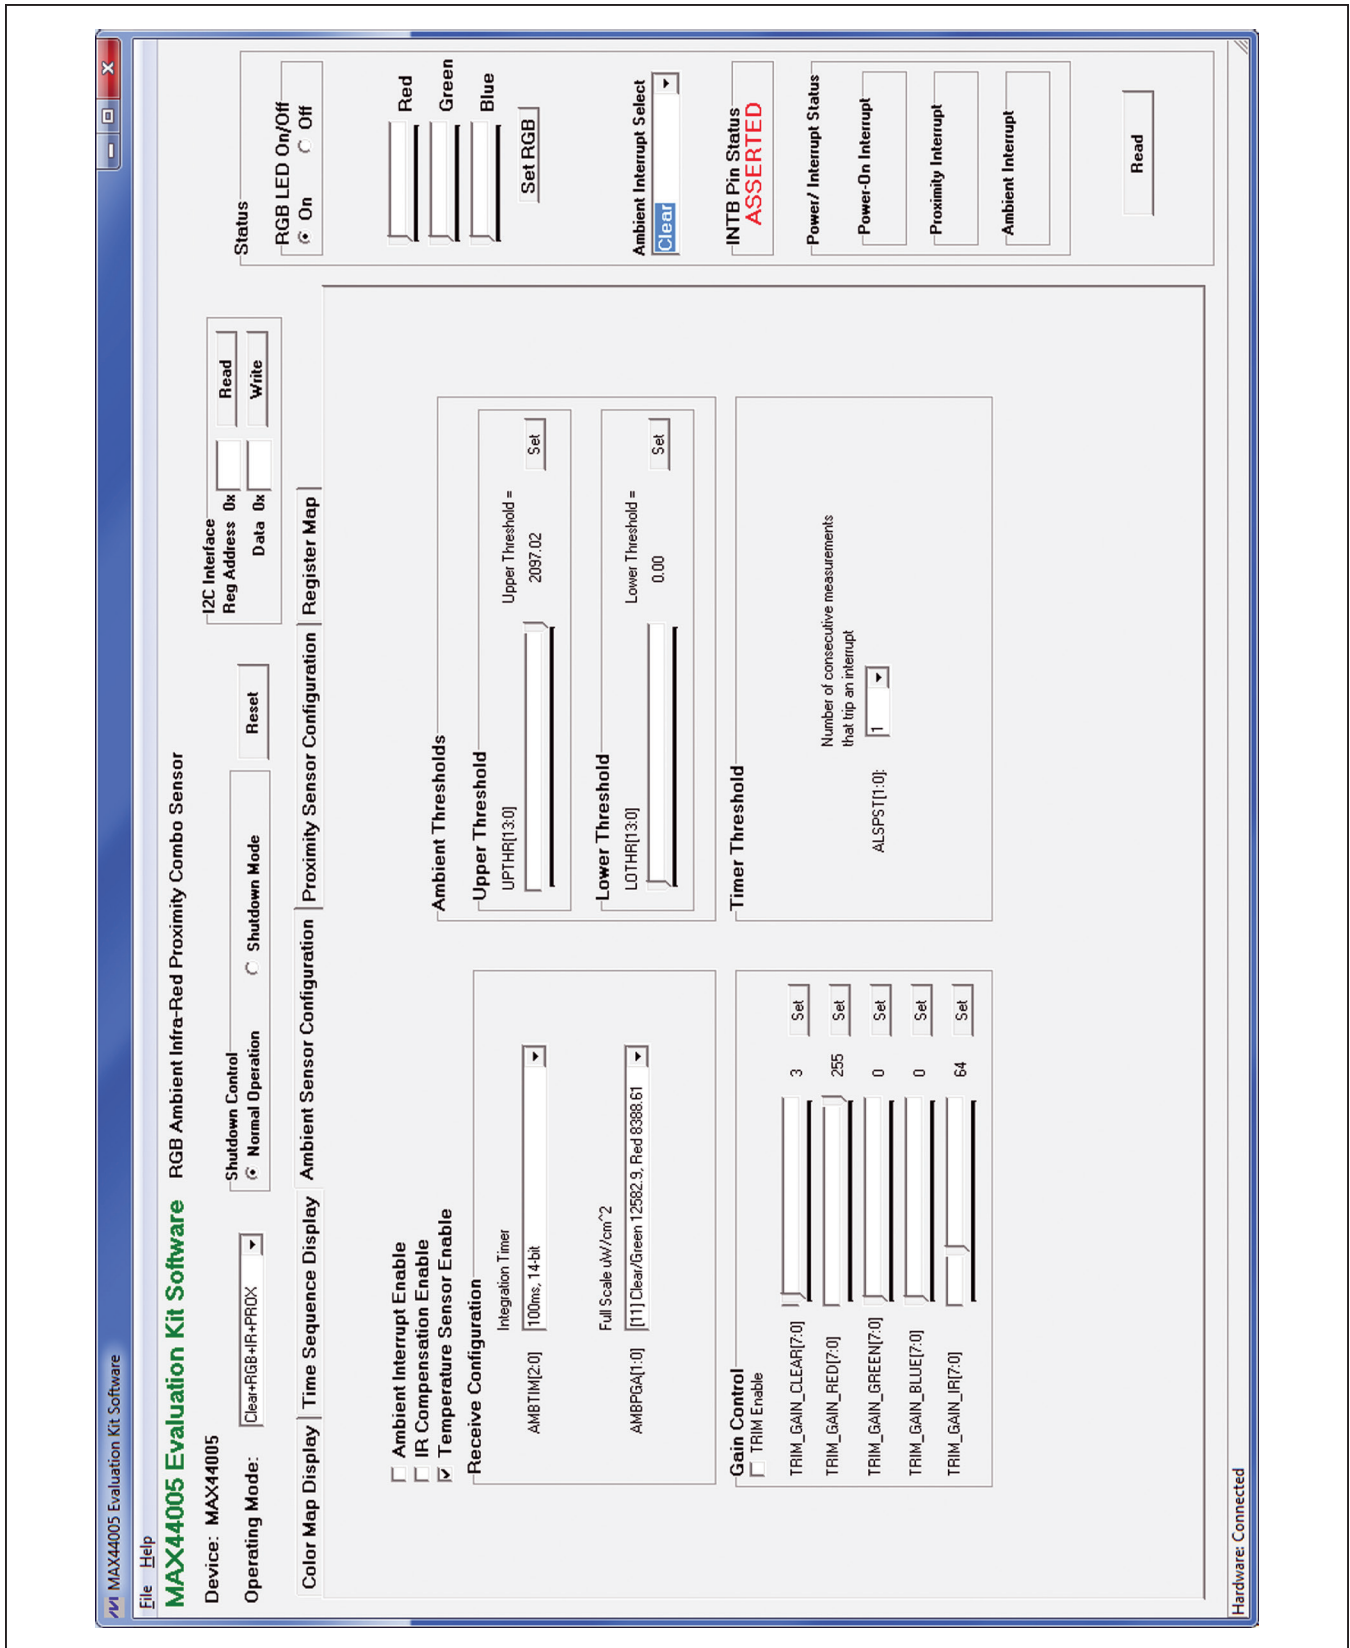 MAX44005 Evaluation Kit Software
File Help
MAX44005 Evaluation Kit Software RGB Ambient Infra-Red Proximity Combo Sensor
Device: MAX44005
Operating Mode: Clear+RGB+IR+PROX
Shutdown Control
Normal Operation Shutdown Mode
Reset
I2C Interface
Reg Address 0x Read
Data 0x Write
Color Map Display Time Sequence Display Ambient Sensor Configuration Proximity Sensor Configuration Register Map
Ambient Interrupt Enable
IR Compensation Enable
Temperature Sensor Enable
Receive Configuration
Integration Timer
AMBTIM[2:0] 100ms, 14-bit
Full Scale uW/cm^2
AMBPGA[1:0] [11] Clear/Green 12582.9, Red 8388.61
Gain Control
TRIM Enable
TRIM_GAIN_CLEAR[7:0] 3 Set
TRIM_GAIN_RED[7:0] 255 Set
TRIM_GAIN_GREEN[7:0] 0 Set
TRIM_GAIN_BLUE[7:0] 0 Set
TRIM_GAIN_IR[7:0] 64 Set
Ambient Thresholds
Upper Threshold
UPTHR[13:0] Upper Threshold =
2097.02 Set
Lower Threshold
LOTHR[13:0] Lower Threshold =
0.00 Set
Timer Threshold
Number of consecutive measurements
that trip an interrupt
ALSPST[1:0]: 1
Status
RGB LED On/Off
On Off
Red
Green
Blue
Set RGB
Ambient Interrupt Select
Clear
INTB Pin Status
ASSERTED
Power/ Interrupt Status
Power-On Interrupt
Proximity Interrupt
Ambient Interrupt
Read
Hardware: Connected